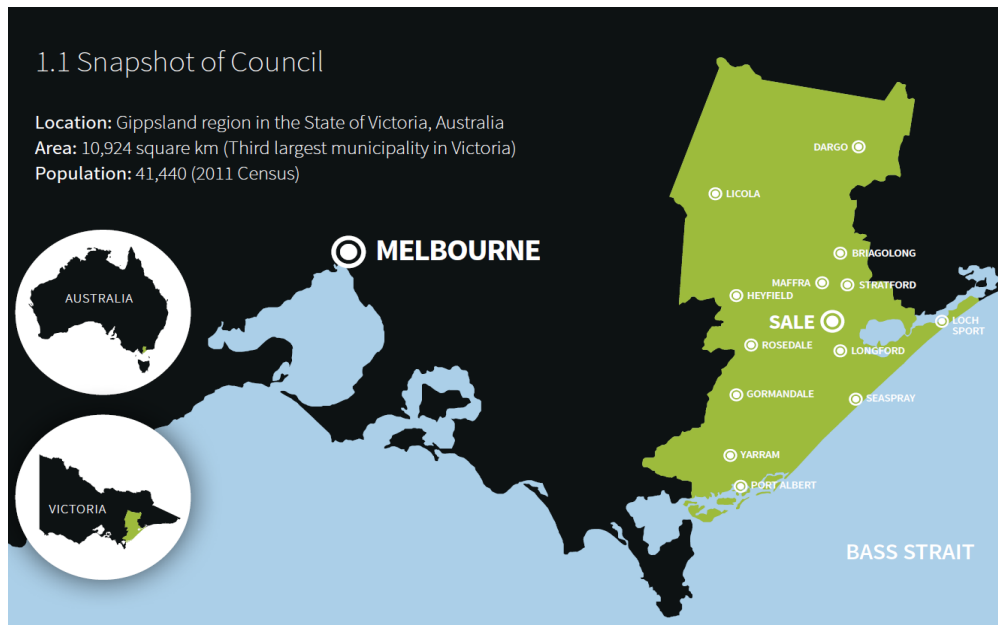 1.1 Snapshot of Council
Location: Gippsland region in the State of Victoria, Australia
Area: 10,924 square km (Third largest municipality in Victoria)
Population: 41,440 (2011 Census)
DARGO
LICOLA
MELBOURNE
BRIAGOLONG
AUSTRALIA
MAFFRA
STRATFORD
HEYFIELD
SALE
LOCH
SPORT
ROSEDALE
LONGFORD
GORMANDALE
SEASPRAY
YARRAM
PORT ALBERT
VICTORIA
BASS STRAIT